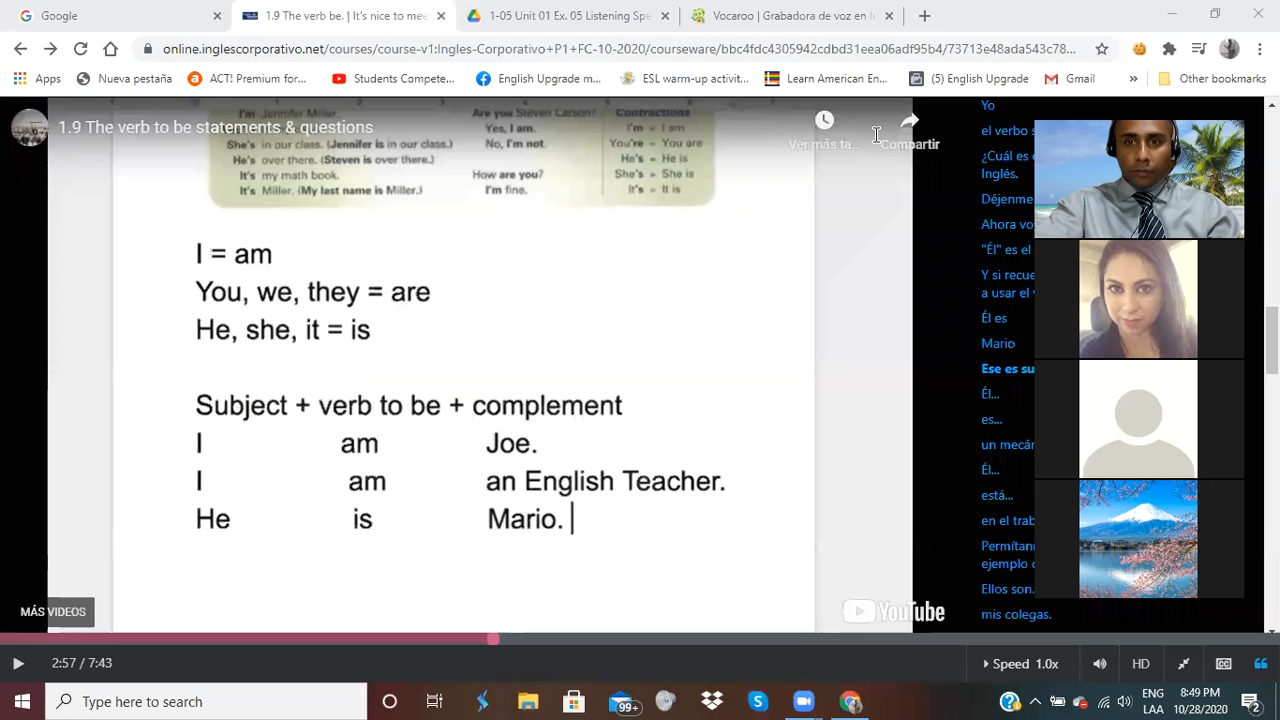 Google
1.9 The verb be. | It's nice to mee
1-05 Unit 01 Ex. 05 Listening Spe
Vocaroo | Grabadora de voz en lí
online.inglescorporativo.net/courses/course-v1:Ingles-Corporativo+P1+FC-10-2020/courseware/bbc4fdc4305942cdbd31eea06adf95b4/73713e48ada543c78...
Apps
Nueva pestaña
ACT! Premium for...
Students Compete...
English Upgrade m...
ESL warm-up activit...
Learn American En...
(5) English Upgrade
Gmail
»
Other bookmarks
1.9 The verb to be statements & questions
Ver más ta...
Compartir
I'm Jennifer Miller.
She's in our class. (Jennifer is in our class.)
He's over there. (Steven is over there.)
It's my math book.
It's Miller. (My last name is Miller.)
Are you Steven Carson?
Yes, I am.
No, I'm not.
How are you?
I'm fine.
Contractions
I'm = I am
You're = You are
He's = He is
She's = She is
It's = It is
I = am
You, we, they = are
He, she, it = is
Subject + verb to be + complement
I am Joe.
I am an English Teacher.
He is Mario.
MÁS VIDEOS
YouTube
Yo
el verbo s
¿Cuál es
Inglés.
Déjenme
Ahora vo
"Él" es el
Y si recue
a usar el v
Él es
Mario
Ese es su
Él...
es...
un mecán
Él...
está...
en el trab
Permítan
ejemplo
Ellos son.
mis colegas.
2:57 / 7:43
Speed 1.0x
HD
Type here to search
99+
ENG
LAA
8:49 PM
10/28/2020
2